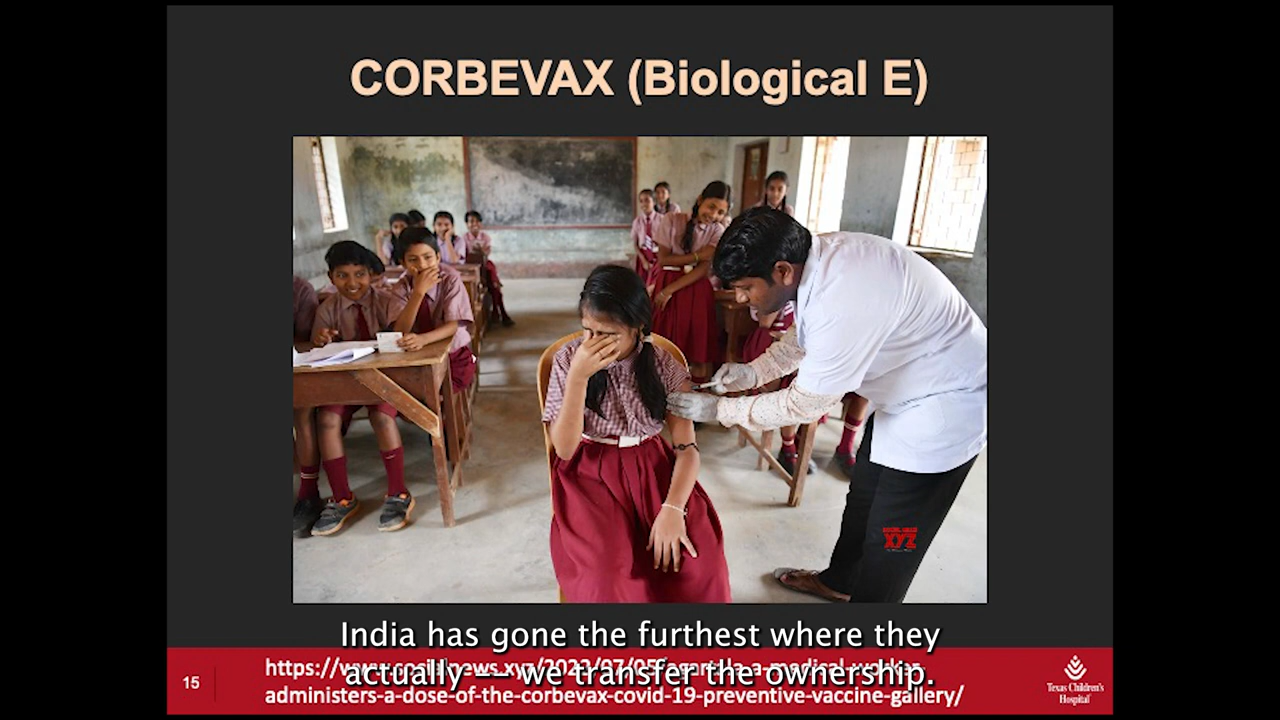 CORBEVAX (Biological E)
XYZ
India has gone the furthest where they
actually –– we transfer the ownership.
15
administers-a-dose-of-the-corbevax-covid-19-preventive-vaccine-gallery/
Texas Children's
Hospital